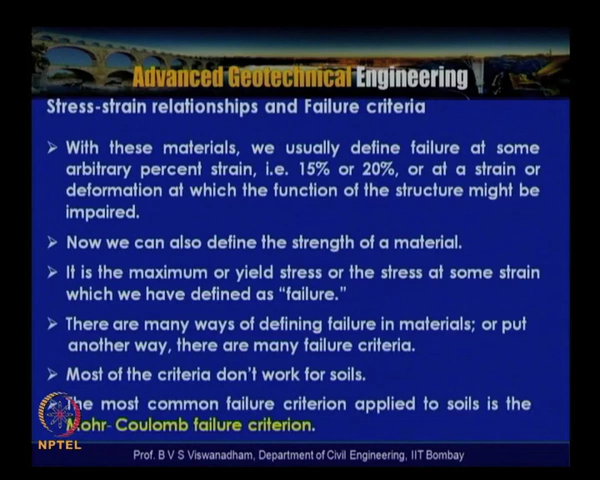 Advanced Geotechnical Engineering
Stress-strain relationships and Failure criteria
➢ With these materials, we usually define failure at some
arbitrary percent strain, i.e. 15% or 20%, or at a strain or
deformation at which the function of the structure might be
impaired.
➢ Now we can also define the strength of a material.
➢ It is the maximum or yield stress or the stress at some strain
which we have defined as “failure.”
➢ There are many ways of defining failure in materials; or put
another way, there are many failure criteria.
➢ Most of the criteria don’t work for soils.
The most common failure criterion applied to soils is the
Mohr- Coulomb failure criterion.
NPTEL
Prof. B V S Viswanadham, Department of Civil Engineering, IIT Bombay